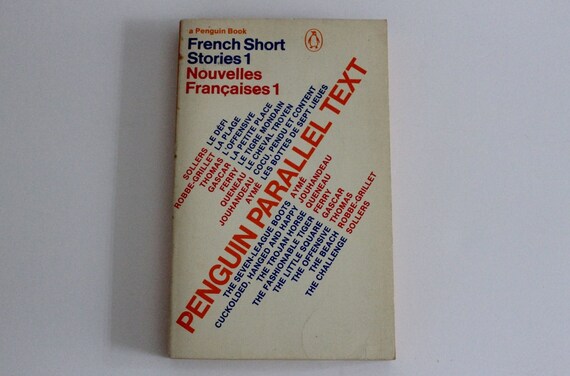 a Penguin Book
French Short
Stories 1
Nouvelles
Françaises 1
SOLLERS LE DÉFI
ROBBE-GRILLET LA PLAGE
THOMAS L'OFFENSIVE
GASCAR LA PETITE PLACE
FERRY LE TIGRE MONDAIN
QUENEAU LE CHEVAL TROYEN
JOUHANDEAU COCU PENDU ET CONTENT
AYMÉ LES BOTTES DE SEPT LIEUES
PENGUIN PARALLEL TEXT
THE SEVEN-LEAGUE BOOTS AYMÉ
CUCKOLDED, HANGED AND HAPPY JOUHANDEAU
THE TROJAN HORSE QUENEAU
THE FASHIONABLE TIGER FERRY
THE LITTLE SQUARE GASCAR
THE OFFENSIVE THOMAS
THE BEACH ROBBE-GRILLET
THE CHALLENGE SOLLERS